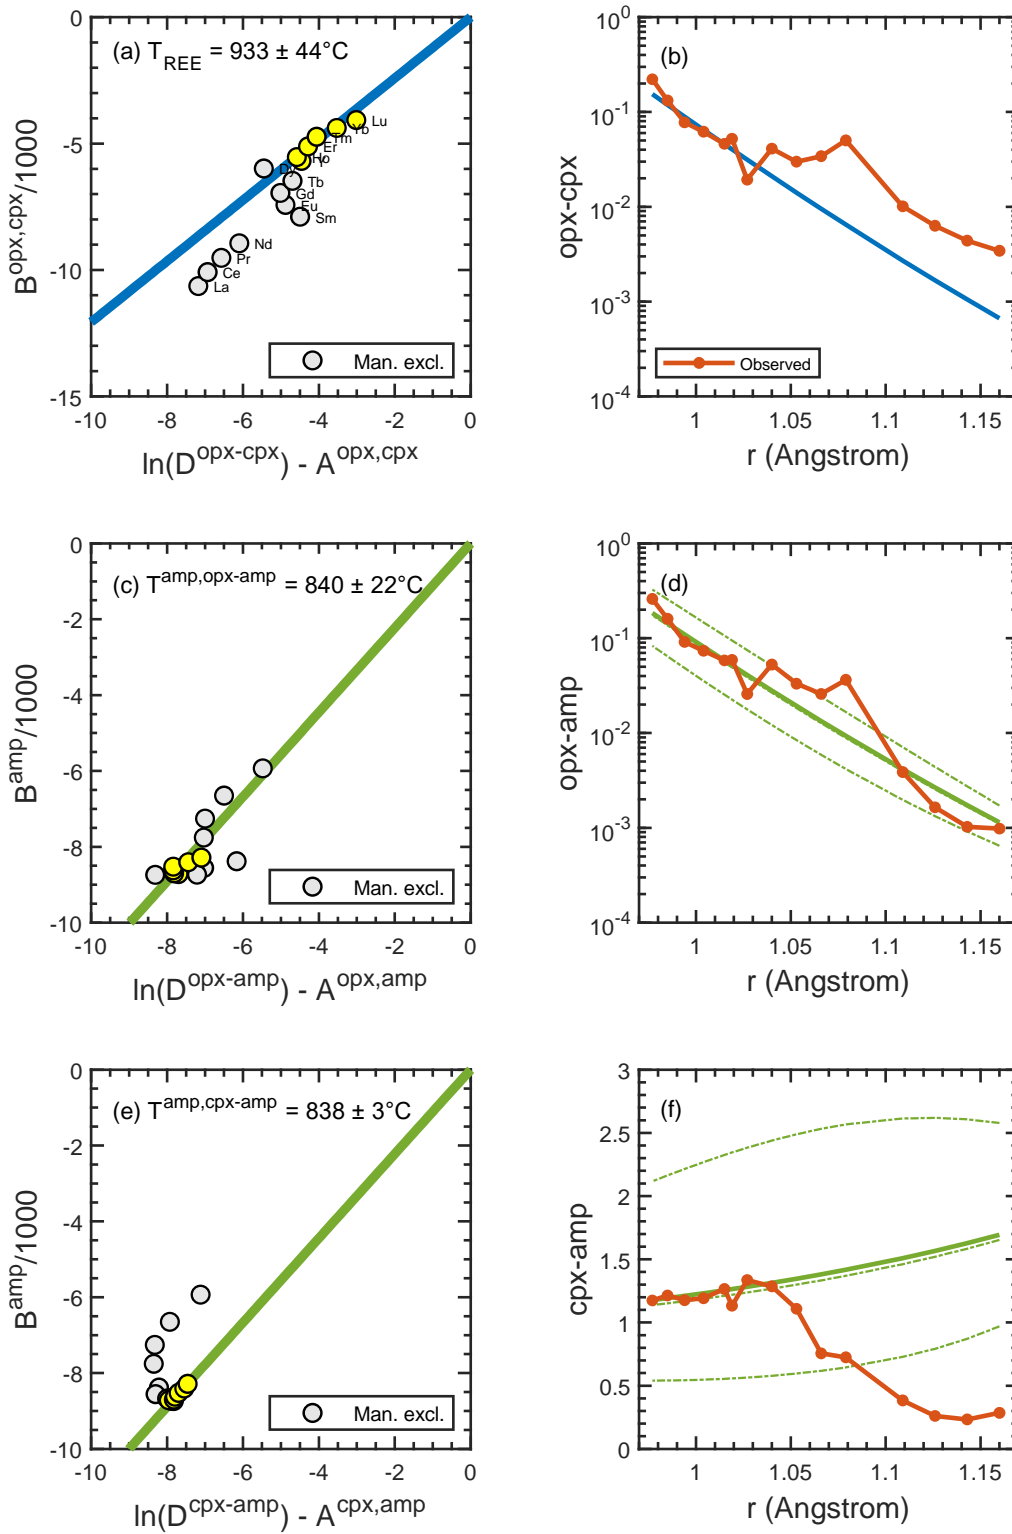 (a) T_REE = 933 ± 44°C
0
-5
-10
-15
B^opx,cpx/1000
Lu
Yb
Tm
Er
Y
Ho
Dy
Tb
Gd
Eu
Sm
Nd
Pr
Ce
La
Man. excl.
-10 -8 -6 -4 -2 0
ln(D^opx-cpx) - A^opx,cpx
(b)
10^0
10^-1
10^-2
10^-3
10^-4
opx-cpx
Observed
1 1.05 1.1 1.15
r (Angstrom)
(c) T^amp,opx-amp = 840 ± 22°C
0
-2
-4
-6
-8
-10
B^amp/1000
Man. excl.
-10 -8 -6 -4 -2 0
ln(D^opx-amp) - A^opx,amp
(d)
10^0
10^-1
10^-2
10^-3
10^-4
opx-amp
1 1.05 1.1 1.15
r (Angstrom)
(e) T^amp,cpx-amp = 838 ± 3°C
0
-2
-4
-6
-8
-10
B^amp/1000
Man. excl.
-10 -8 -6 -4 -2 0
ln(D^cpx-amp) - A^cpx,amp
(f)
3
2.5
2
1.5
1
0.5
0
cpx-amp
1 1.05 1.1 1.15
r (Angstrom)